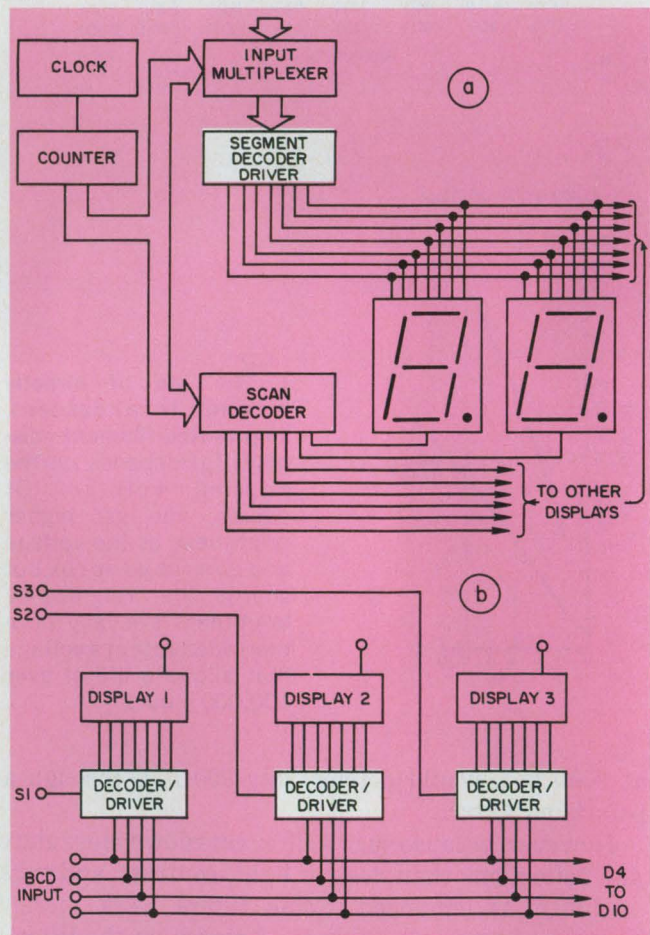 CLOCK
INPUT
MULTIPLEXER
a
COUNTER
SEGMENT
DECODER
DRIVER
SCAN
DECODER
TO OTHER
DISPLAYS
S3
S2
b
DISPLAY 1
DISPLAY 2
DISPLAY 3
S1
DECODER/
DRIVER
DECODER/
DRIVER
DECODER/
DRIVER
BCD
INPUT
D4
TO
D10